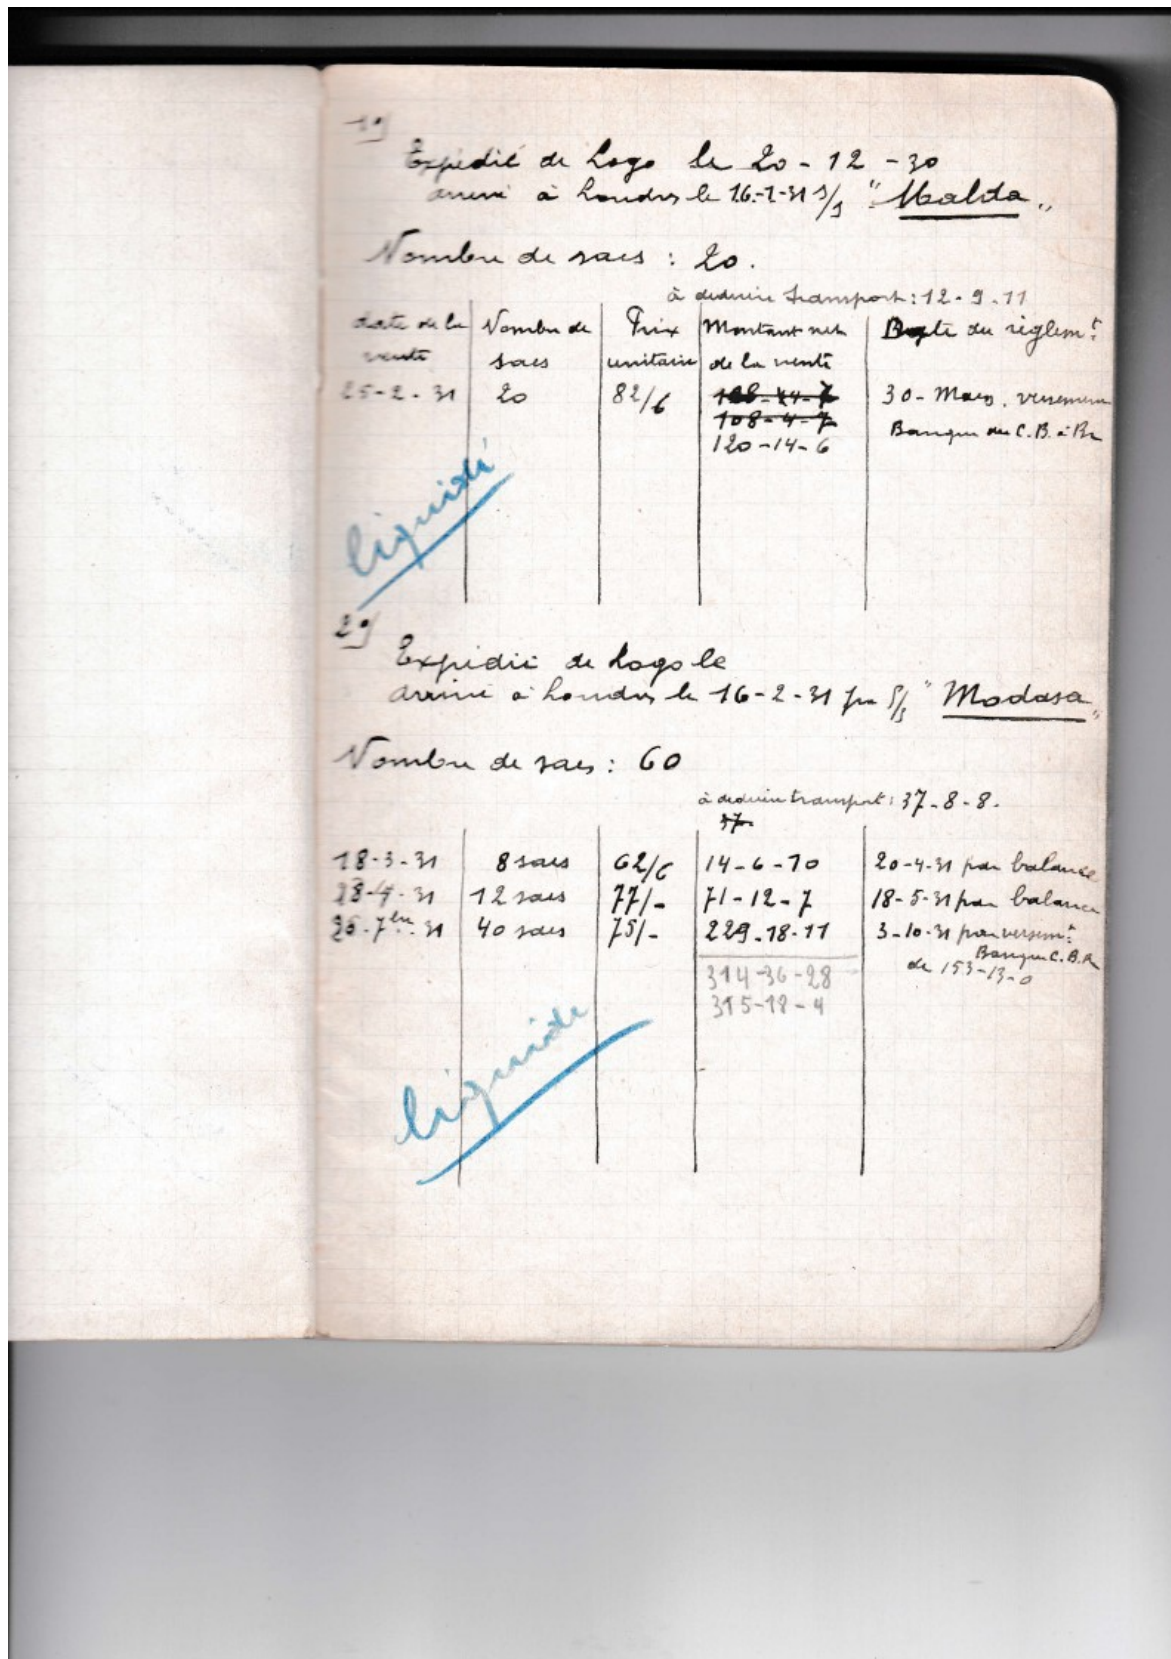 1°/
Expédié de Logo le 20-12-30
arrivé à Londres le 16-1-31 s/s "Malda"
Nombre de sacs : 20.
à déduire transport : 12-9-11
date de la vente | Nombre de sacs | Prix unitaire | Montant net de la vente | Date du règlemt
25-2-31 | 20 | 82/6 | 108-4-7 | 30-Mars. versement
120-14-6 | Banque du C.B. à
liquidé
2°/
Expédié de Logo le
arrivé à Londres le 16-2-31 par s/s "Modasa"
Nombre de sacs : 60
à déduire transport : 37-8-8.
37-
18-3-31 | 8 sacs | 62/6 | 14-6-10 | 20-4-31 par balance
28-4-31 | 12 sacs | 77/- | 71-12-7 | 18-5-31 par balance
26-7bre-31 | 40 sacs | 75/- | 229-18-11 | 3-10-31 par versemt
Banque C.B.R
de 153-13-0
314-36-28
315-18-4
liquidé